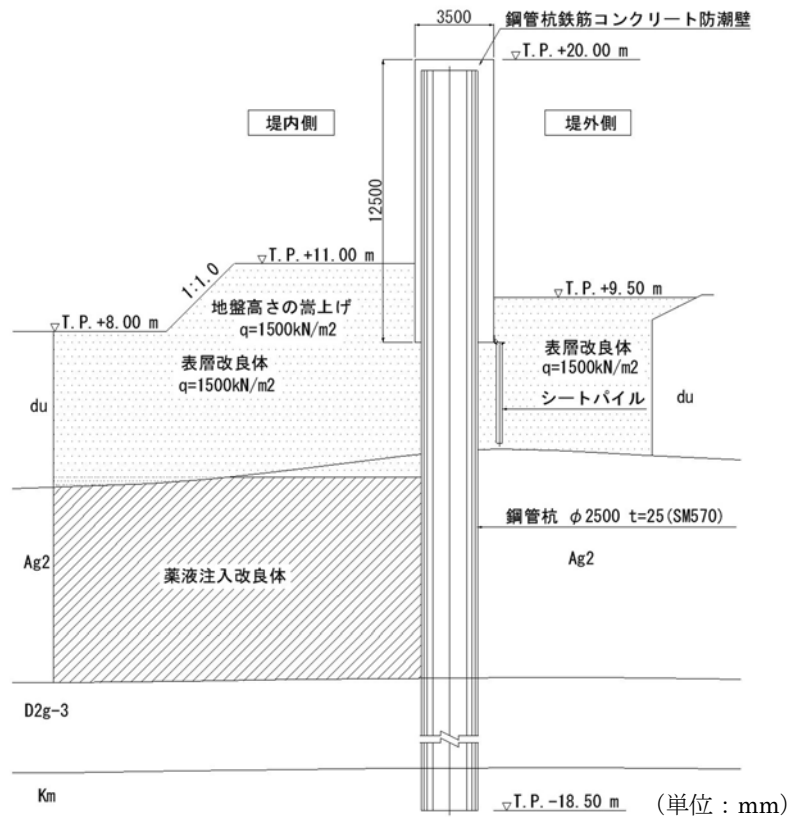 3500
鋼管杭鉄筋コンクリート防潮壁
▽T.P.+20.00 m
堤内側
堤外側
12500
▽T.P.+11.00 m
1:1.0
▽T.P.+9.50 m
地盤高さの嵩上げ
q=1500kN/m2
▽T.P.+8.00 m
表層改良体
q=1500kN/m2
表層改良体
q=1500kN/m2
シートパイル
du
du
鋼管杭 φ2500 t=25(SM570)
Ag2
Ag2
薬液注入改良体
D2g-3
Km
▽T.P.-18.50 m
(単位:mm)